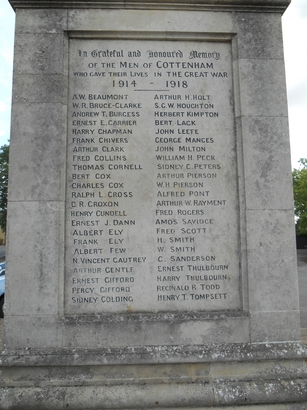 In Grateful and Honoured Memory
OF THE MEN OF COTTENHAM
WHO GAVE THEIR LIVES IN THE GREAT WAR
1914 - 1918
A.W. BEAUMONT
W.R. BRUCE-CLARKE
ANDREW T. BURGESS
ERNEST E. CARRIER
HARRY CHAPMAN
FRANK CHIVERS
ARTHUR CLARK
FRED COLLINS
THOMAS CORNELL
BERT COX
CHARLES COX
RALPH L. CROSS
G.R. CROXON
HENRY CUNDELL
ERNEST J. DANN
ALBERT ELY
FRANK ELY
ALBERT FEW
N. VINCENT GAUTREY
ARTHUR GENTLE
ERNEST GIFFORD
PERCY GIFFORD
SIDNEY GOLDING
ARTHUR H. HOLT
S.G.W. HOUGHTON
HERBERT KIMPTON
BERT LACK
JOHN LEETE
GEORGE MANCES
JOHN MILTON
WILLIAM H. PECK
SIDNEY C. PETERS
ARTHUR PIERSON
W.H. PIERSON
ALFRED PONT
ARTHUR W. RAYMENT
FRED ROGERS
AMOS SAVIDGE
FRED SCOTT
H. SMITH
W. SMITH
C. SANDERSON
ERNEST THULBOURN
HARRY THULBOURN
REGINALD R. TODD
HENRY T. TOMPSETT